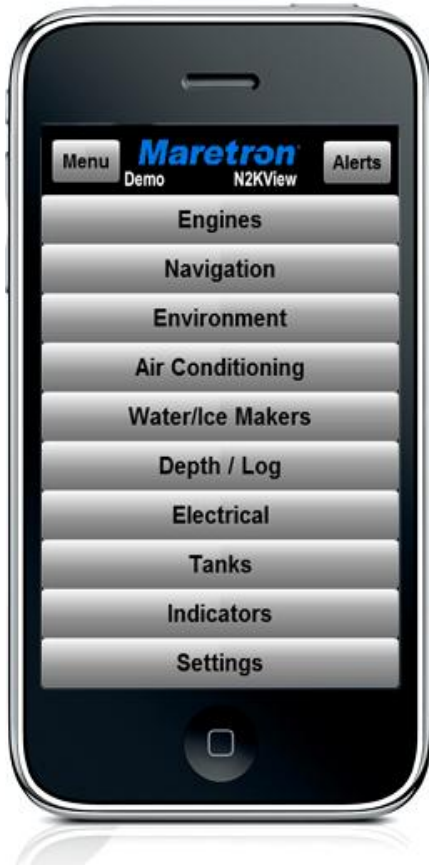 Menu
Maretron
Alerts
Demo
N2KView
Engines
Navigation
Environment
Air Conditioning
Water/Ice Makers
Depth / Log
Electrical
Tanks
Indicators
Settings